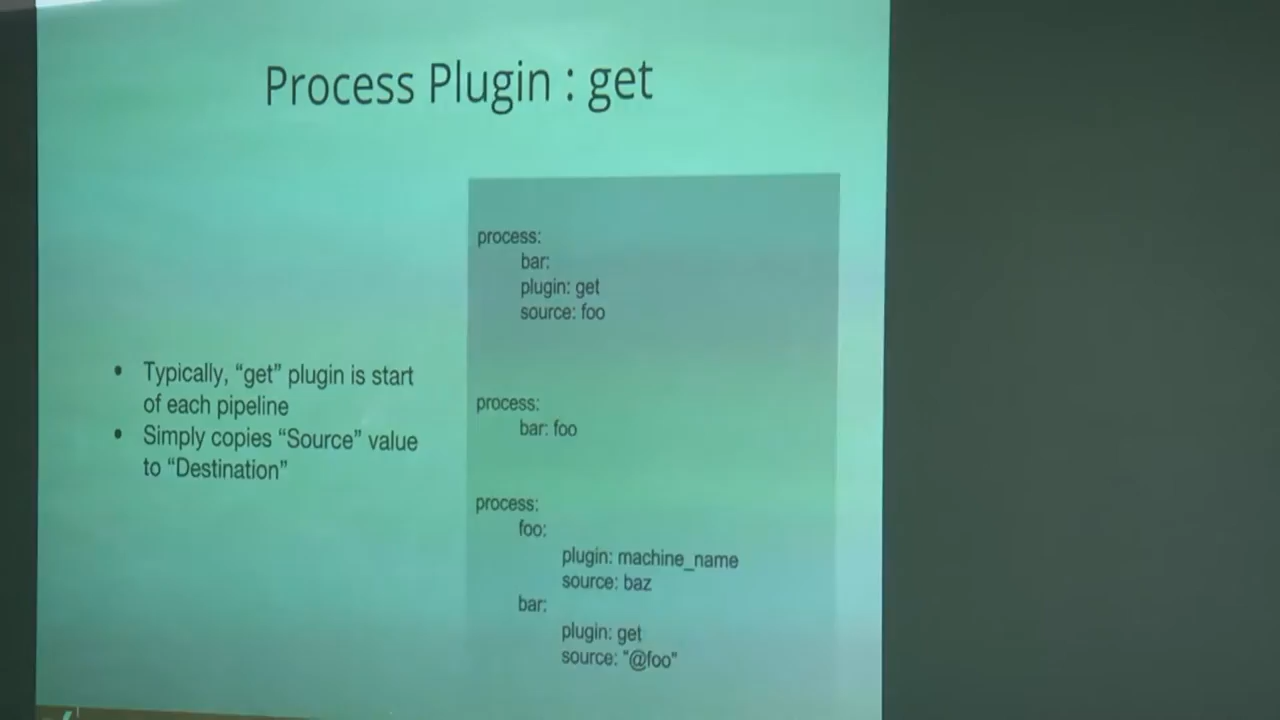 Process Plugin : get
• Typically, “get” plugin is start
of each pipeline
• Simply copies “Source” value
to “Destination”
process:
bar:
plugin: get
source: foo
process:
bar: foo
process:
foo:
plugin: machine_name
source: baz
bar:
plugin: get
source: "@foo"